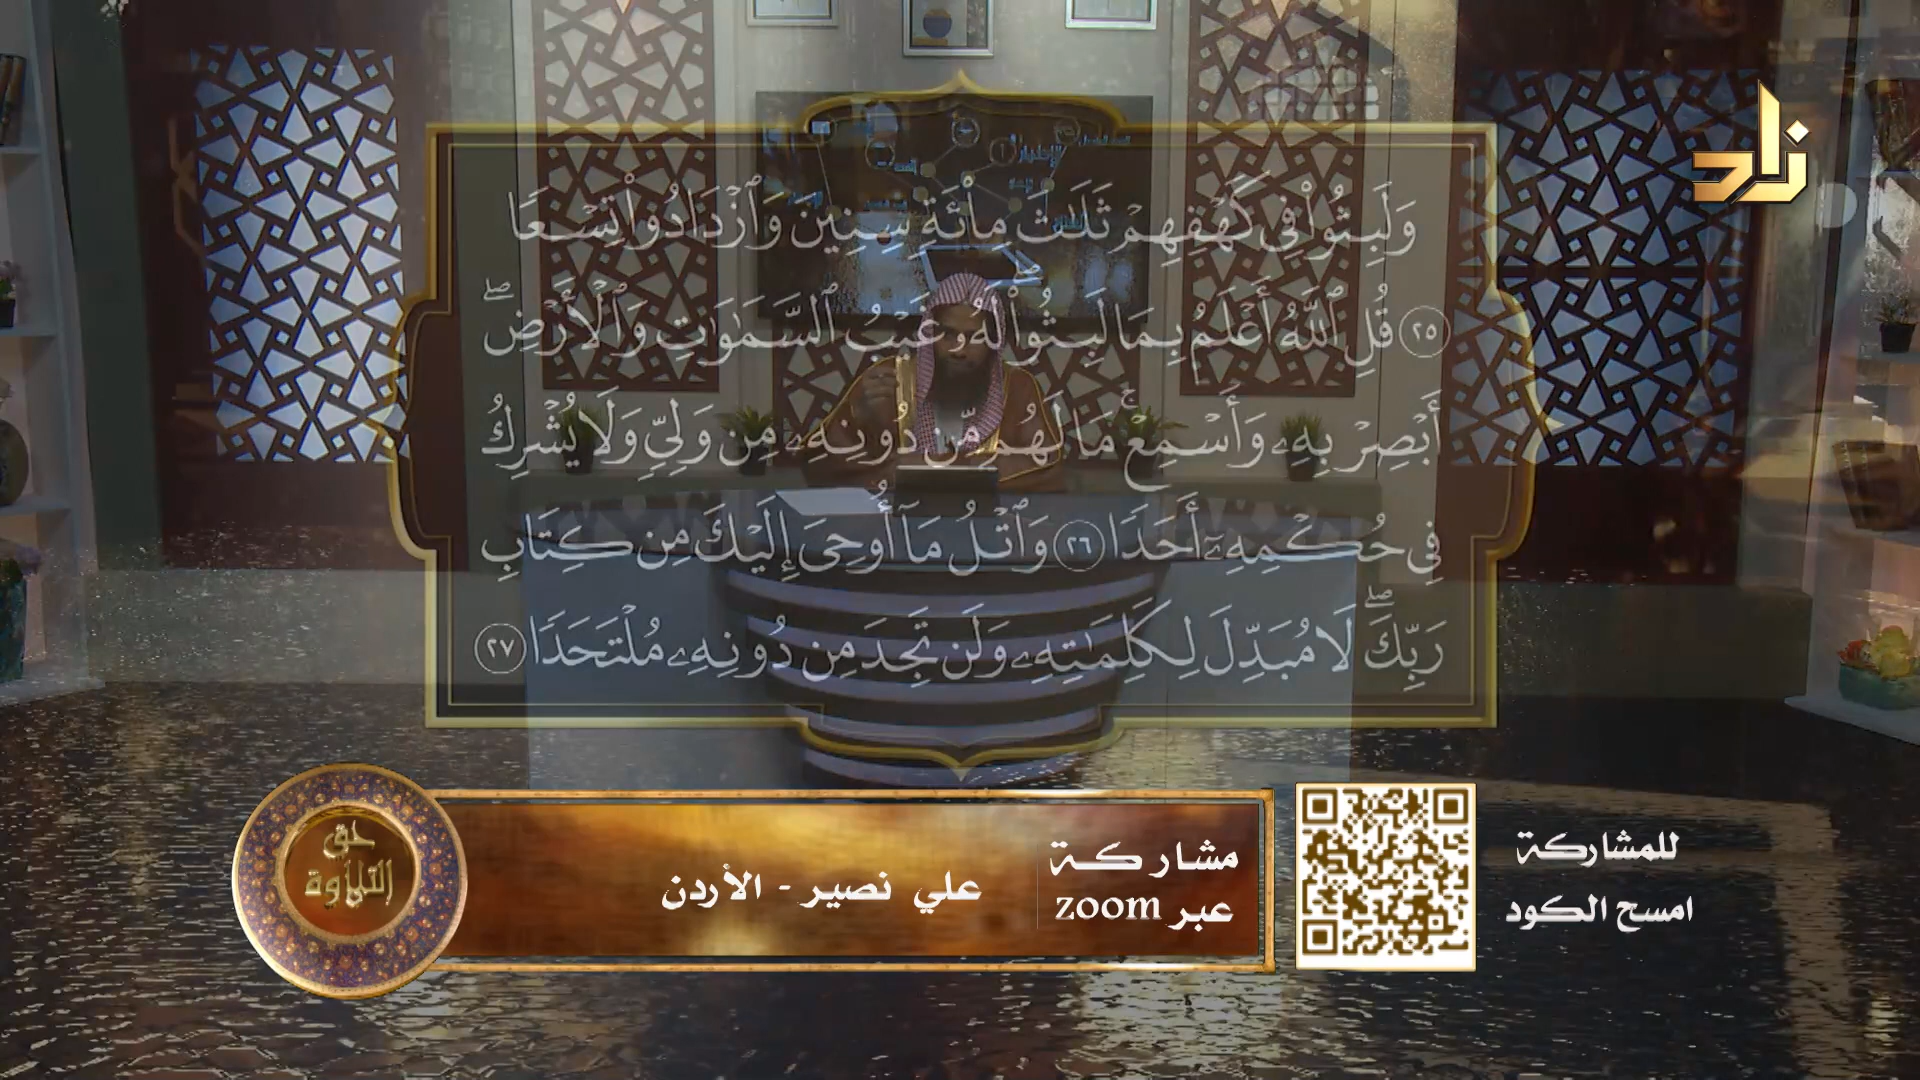 زاد
وَلَبِثُوا۟ فِى كَهْفِهِمْ ثَلَـٰثَ مِا۟ئَةٍ سِنِينَ وَٱزْدَادُوا۟ تِسْعًا
٢٥ قُلِ ٱللَّهُ أَعْلَمُ بِمَا لَبِثُوا۟ ۖ لَهُۥ غَيْبُ ٱلسَّمَـٰوَٰتِ وَٱلْأَرْضِ ۖ
أَبْصِرْ بِهِۦ وَأَسْمِعْ ۚ مَا لَهُم مِّن دُونِهِۦ مِن وَلِىٍّ وَلَا يُشْرِكُ
فِى حُكْمِهِۦٓ أَحَدًا ٢٦ وَٱتْلُ مَآ أُوحِىَ إِلَيْكَ مِن كِتَابِ
رَبِّكَ ۖ لَا مُبَدِّلَ لِكَلِمَـٰتِهِۦ وَلَن تَجِدَ مِن دُونِهِۦ مُلْتَحَدًا ٢٧
للمشاركة
امسح الكود
مشاركة
عبر zoom
علي نصير - الأردن
حق
التلاوة